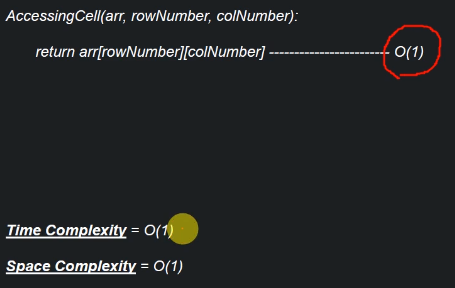 AccessingCell(arr, rowNumber, colNumber):
return arr[rowNumber][colNumber] -------------------------- O(1)
Time Complexity = O(1)
Space Complexity = O(1)